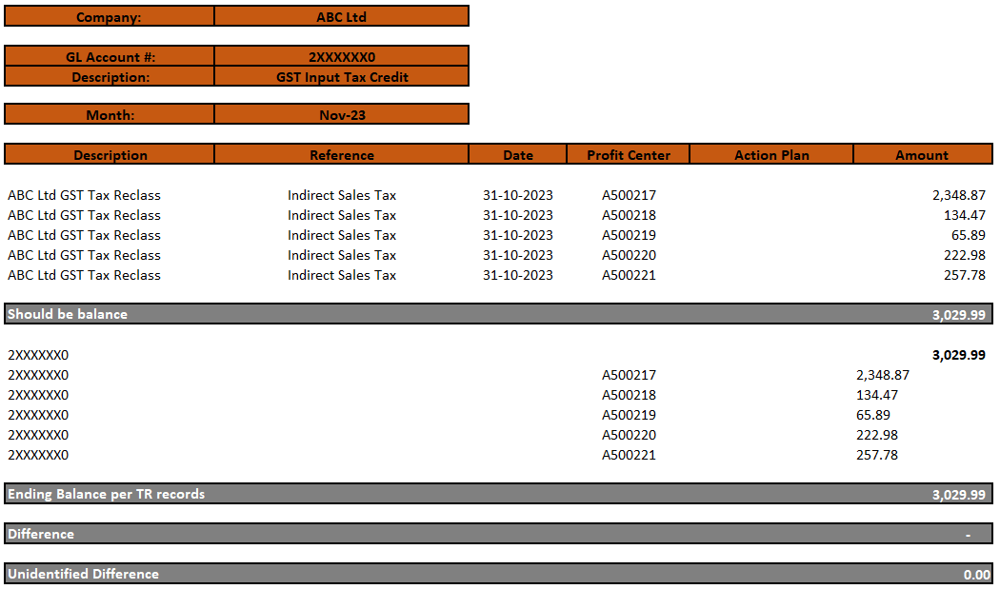 Company: ABC Ltd
GL Account #: 2XXXXXX0
Description: GST Input Tax Credit
Month: Nov-23
Description Reference Date Profit Center Action Plan Amount
ABC Ltd GST Tax Reclass Indirect Sales Tax 31-10-2023 A500217 2,348.87
ABC Ltd GST Tax Reclass Indirect Sales Tax 31-10-2023 A500218 134.47
ABC Ltd GST Tax Reclass Indirect Sales Tax 31-10-2023 A500219 65.89
ABC Ltd GST Tax Reclass Indirect Sales Tax 31-10-2023 A500220 222.98
ABC Ltd GST Tax Reclass Indirect Sales Tax 31-10-2023 A500221 257.78
Should be balance 3,029.99
2XXXXXX0 3,029.99
2XXXXXX0 A500217 2,348.87
2XXXXXX0 A500218 134.47
2XXXXXX0 A500219 65.89
2XXXXXX0 A500220 222.98
2XXXXXX0 A500221 257.78
Ending Balance per TR records 3,029.99
Difference -
Unidentified Difference 0.00